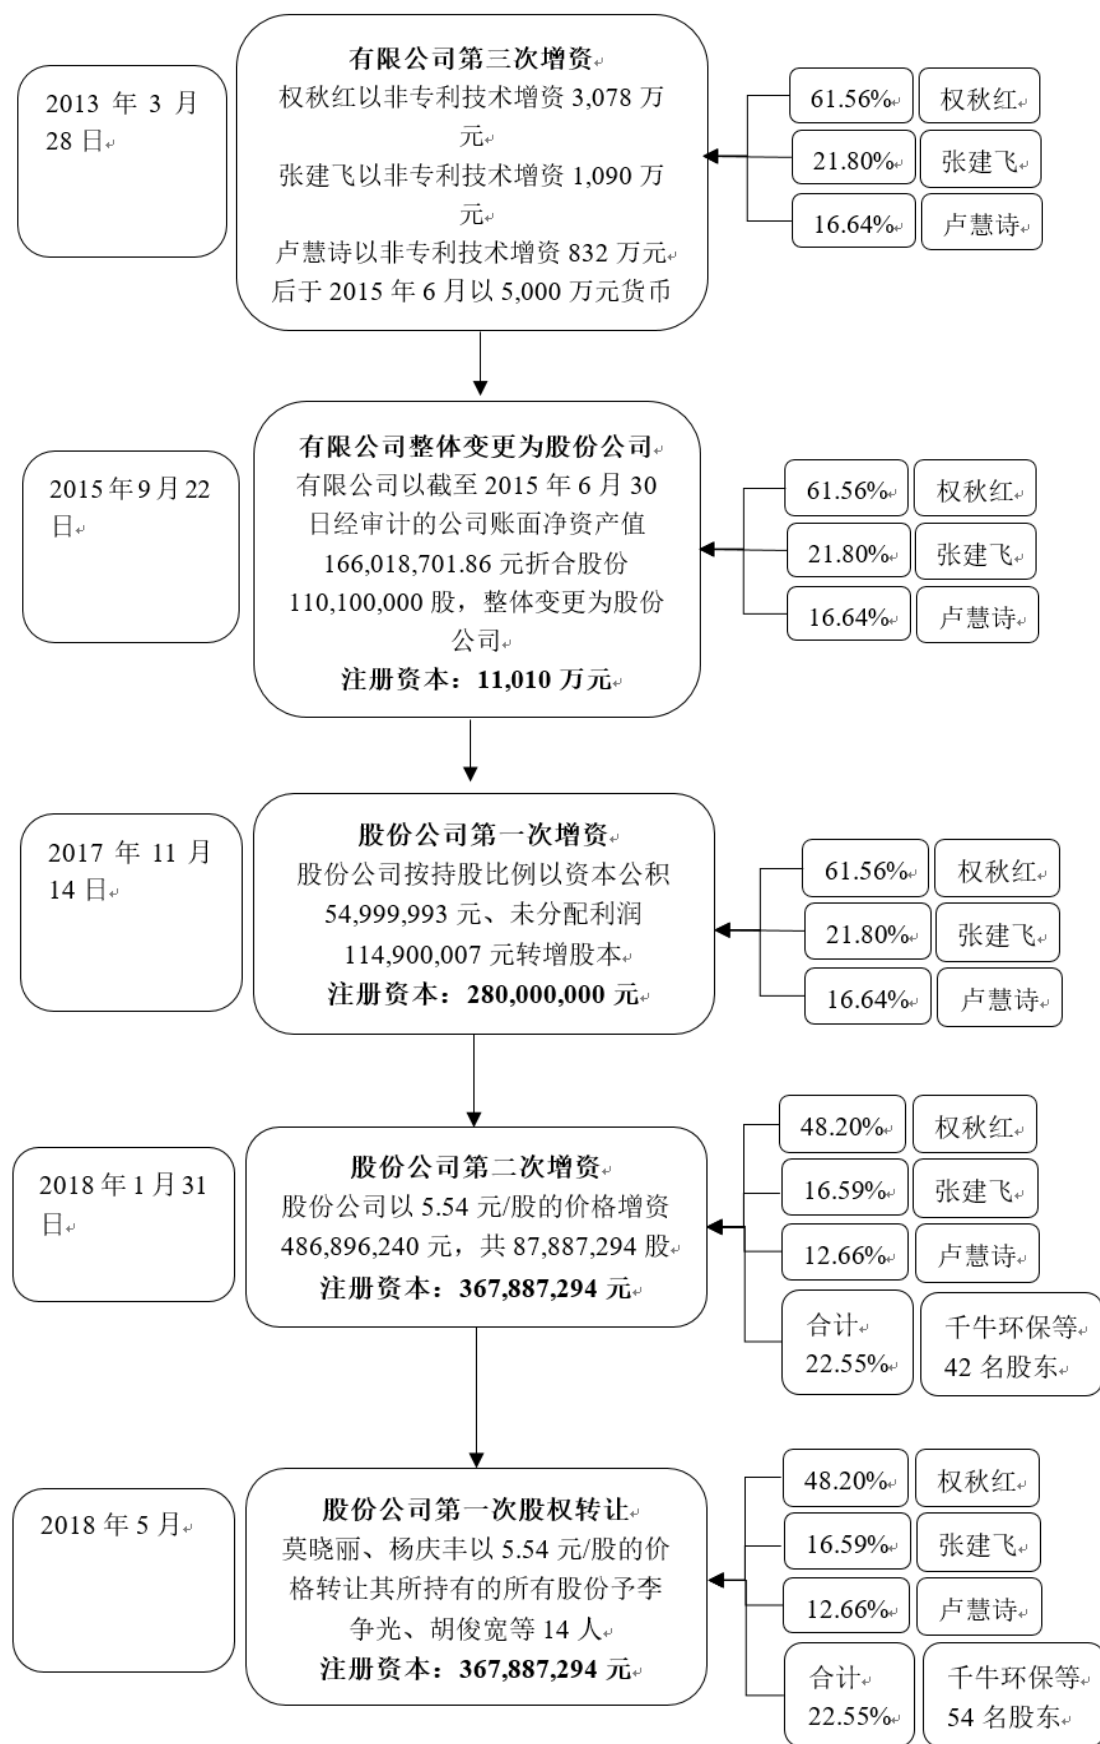 有限公司第三次增资
2013 年 3 月
28 日
权秋红以非专利技术增资 3,078 万
元
张建飞以非专利技术增资 1,090 万
元
卢慧诗以非专利技术增资 832 万元
后于 2015 年 6 月以 5,000 万元货币
61.56%
权秋红
21.80%
张建飞
16.64%
卢慧诗
2015 年 9 月 22
日
有限公司整体变更为股份公司
有限公司以截至 2015 年 6 月 30
日经审计的公司账面净资产值
166,018,701.86 元折合股份
110,100,000 股，整体变更为股份
公司
注册资本：11,010 万元
61.56%
权秋红
21.80%
张建飞
16.64%
卢慧诗
2017 年 11 月
14 日
股份公司第一次增资
股份公司按持股比例以资本公积
54,999,993 元、未分配利润
114,900,007 元转增股本
注册资本：280,000,000 元
61.56%
权秋红
21.80%
张建飞
16.64%
卢慧诗
2018 年 1 月 31
日
股份公司第二次增资
股份公司以 5.54 元/股的价格增资
486,896,240 元，共 87,887,294 股
注册资本：367,887,294 元
48.20%
权秋红
16.59%
张建飞
12.66%
卢慧诗
合计
22.55%
千牛环保等
42 名股东
2018 年 5 月
股份公司第一次股权转让
莫晓丽、杨庆丰以 5.54 元/股的价
格转让其所持有的所有股份予李
争光、胡俊宽等 14 人
注册资本：367,887,294 元
48.20%
权秋红
16.59%
张建飞
12.66%
卢慧诗
合计
22.55%
千牛环保等
54 名股东